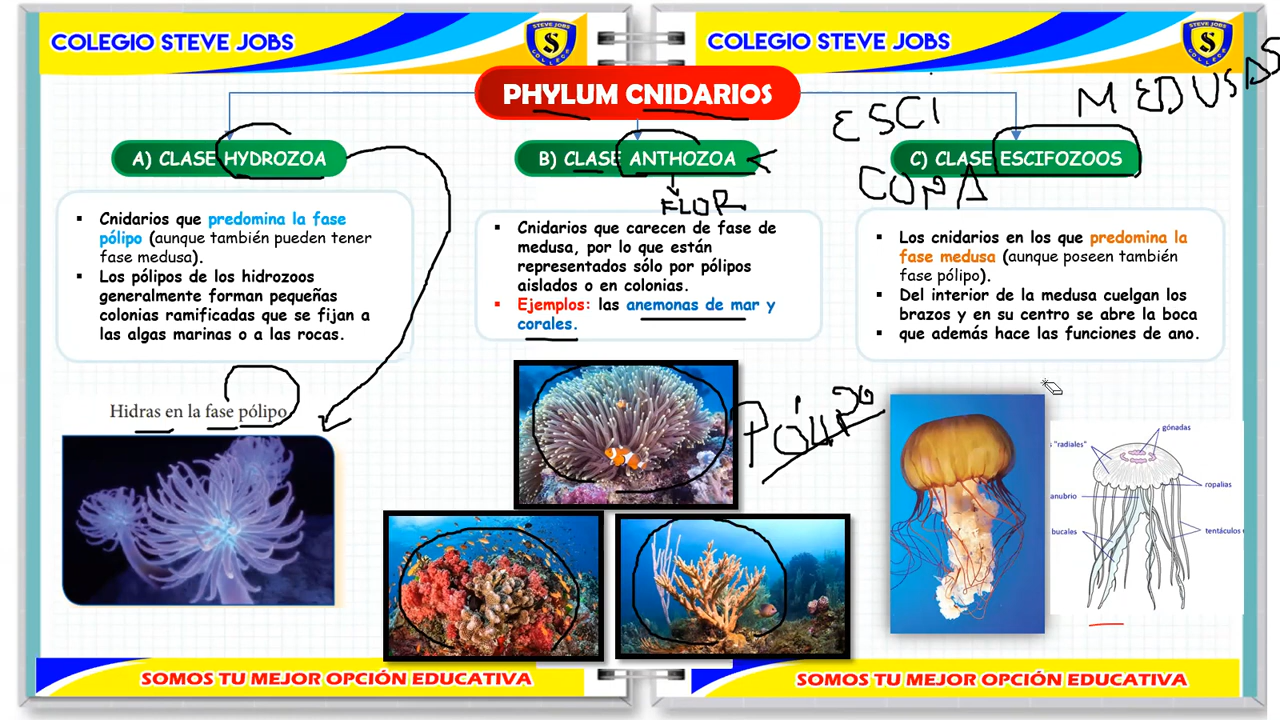 COLEGIO STEVE JOBS
S
COLLEGE
COLEGIO STEVE JOBS
S
COLLEGE
PHYLUM CNIDARIOS
ESCI
MEDUSAS
A) CLASE HYDROZOA
B) CLASE ANTHOZOA
C) CLASE ESCIFOZOOS
COPA
FLOR
▪ Cnidarios que predomina la fase
pólipo (aunque también pueden tener
fase medusa).
▪ Los pólipos de los hidrozoos
generalmente forman pequeñas
colonias ramificadas que se fijan a
las algas marinas o a las rocas.
▪ Cnidarios que carecen de fase de
medusa, por lo que están
representados sólo por pólipos
aislados o en colonias.
▪ Ejemplos: las anemonas de mar y
corales.
▪ Los cnidarios en los que predomina la
fase medusa (aunque poseen también
fase pólipo).
▪ Del interior de la medusa cuelgan los
brazos y en su centro se abre la boca
▪ que además hace las funciones de ano.
Hidras en la fase pólipo
PÓLIPO
gónadas
"radiales"
ropalias
anubrio
bucales
tentáculos
SOMOS TU MEJOR OPCIÓN EDUCATIVA
SOMOS TU MEJOR OPCIÓN EDUCATIVA